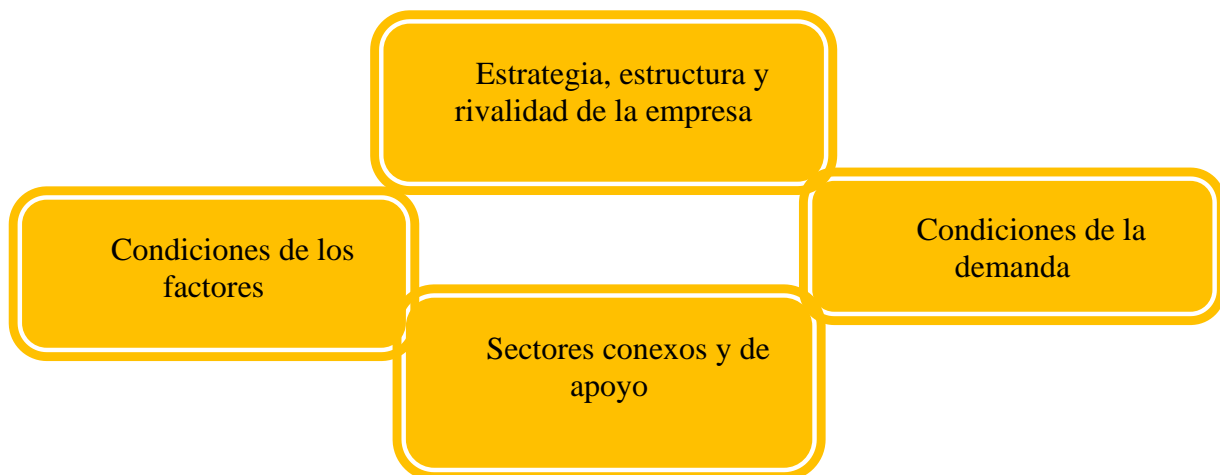 Estrategia, estructura y
rivalidad de la empresa
Condiciones de los
factores
Condiciones de la
demanda
Sectores conexos y de
apoyo